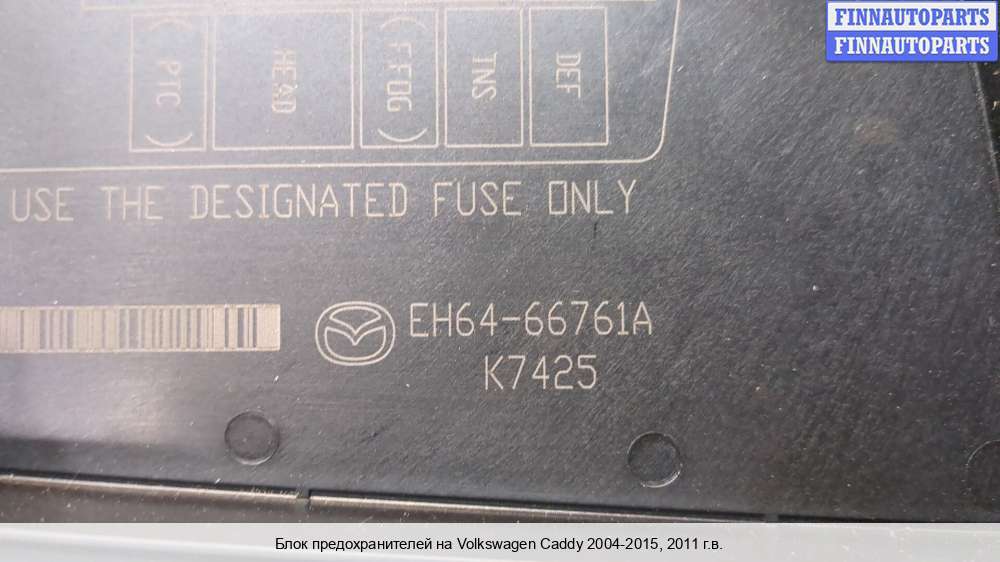 FINNAUTOPARTS
FINNAUTOPARTS
(PTC)
HEAD
(FFOG)
TNS
DEF
USE THE DESIGNATED FUSE ONLY
EH64-66761A
K7425
Блок предохранителей на Volkswagen Caddy 2004-2015, 2011 г.в.